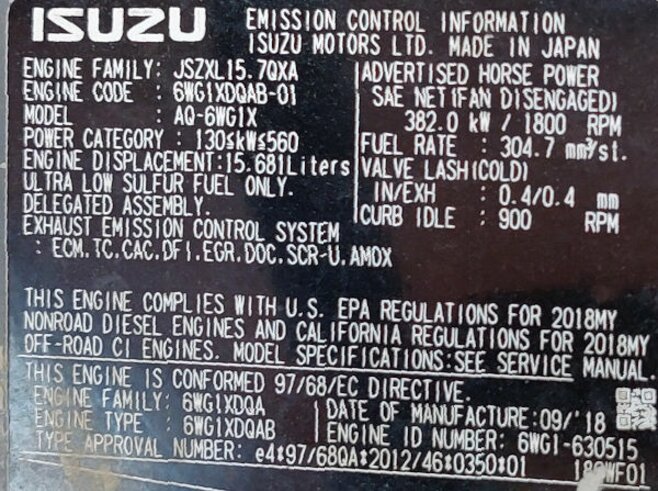 ISUZU
EMISSION CONTROL INFORMATION
ISUZU MOTORS LTD. MADE IN JAPAN
ENGINE FAMILY: JSZXL15.7QXA
ENGINE CODE : 6WG1XDQAB-01
MODEL : AQ-6WG1X
POWER CATEGORY : 130≤kW≤560
ENGINE DISPLACEMENT:15.681Liters
ULTRA LOW SULFUR FUEL ONLY.
DELEGATED ASSEMBLY.
EXHAUST EMISSION CONTROL SYSTEM
: ECM.TC.CAC.DFI.EGR.DOC.SCR-U.AMOX
ADVERTISED HORSE POWER
SAE NET(FAN DISENGAGED)
382.0 kW / 1800 RPM
FUEL RATE : 304.7 mm³/st.
VALVE LASH(COLD)
IN/EXH : 0.4/0.4 mm
CURB IDLE : 900 RPM
THIS ENGINE COMPLIES WITH U.S. EPA REGULATIONS FOR 2018MY
NONROAD DIESEL ENGINES AND CALIFORNIA REGULATIONS FOR 2018MY
OFF-ROAD CI ENGINES. MODEL SPECIFICATIONS:SEE SERVICE MANUAL.
THIS ENGINE IS CONFORMED 97/68/EC DIRECTIVE.
ENGINE FAMILY: 6WG1XDQA
ENGINE TYPE : 6WG1XDQAB
DATE OF MANUFACTURE:09/'18
ENGINE ID NUMBER: 6WG1-630515
TYPE APPROVAL NUMBER: e4*97/68QA*2012/46*0350*01
180WF01